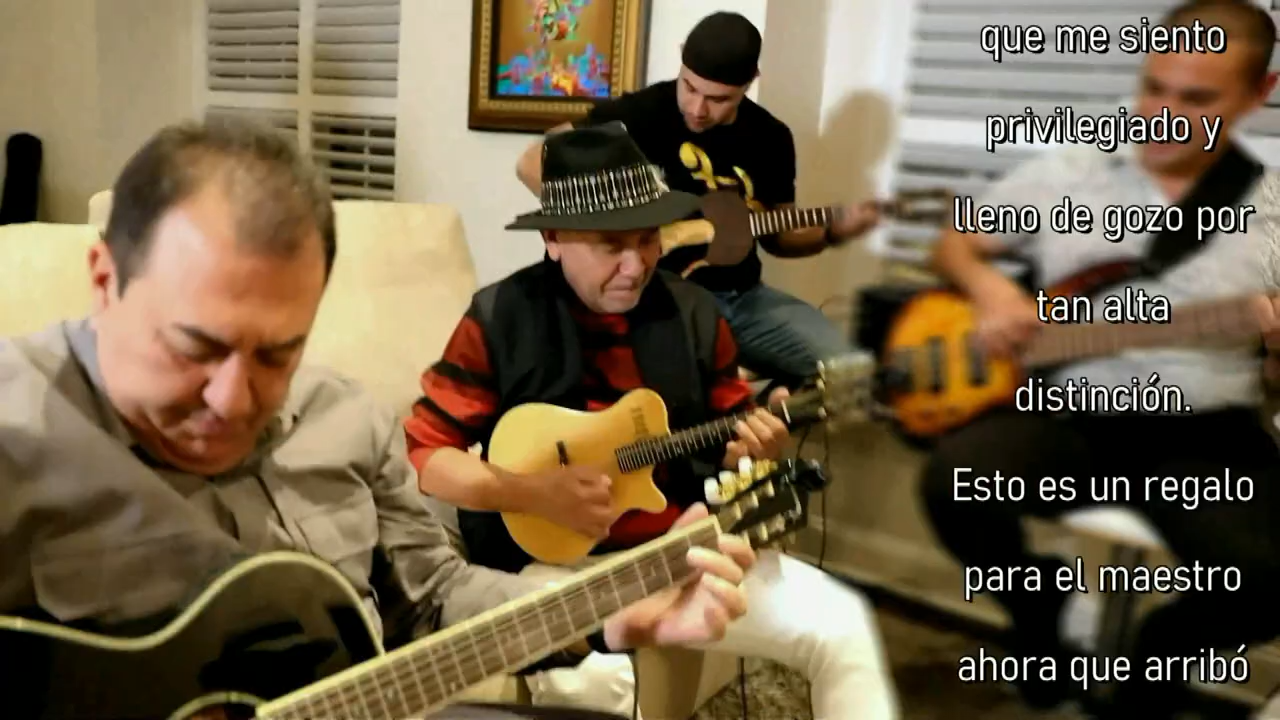 que me siento
privilegiado y
lleno de gozo por
tan alta
distinción.
Esto es un regalo
para el maestro
ahora que arribó